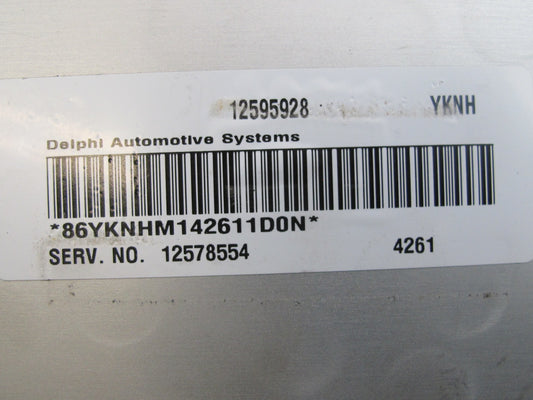 12595928 YKNH
Delphi Automotive Systems
*86YKNHM142611D0N*
SERV. NO. 12578554 4261